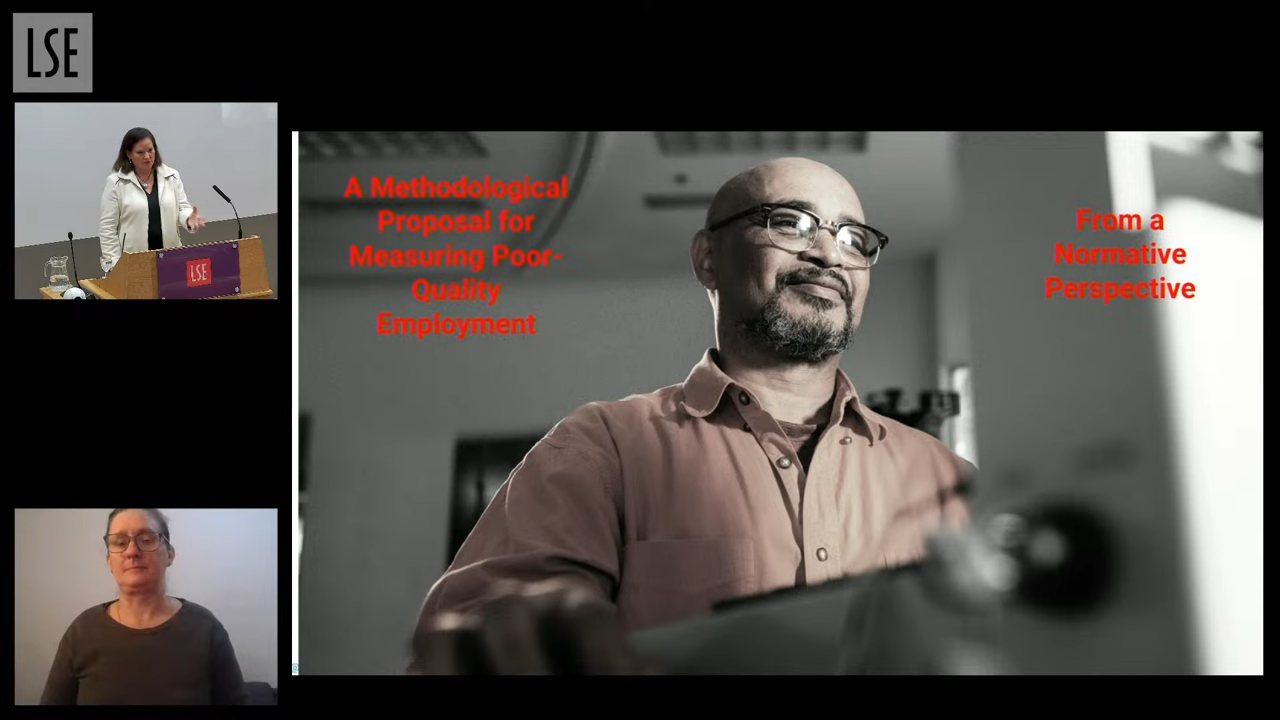 LSE
LSE
A Methodological
Proposal for
Measuring Poor-
Quality
Employment
From a
Normative
Perspective